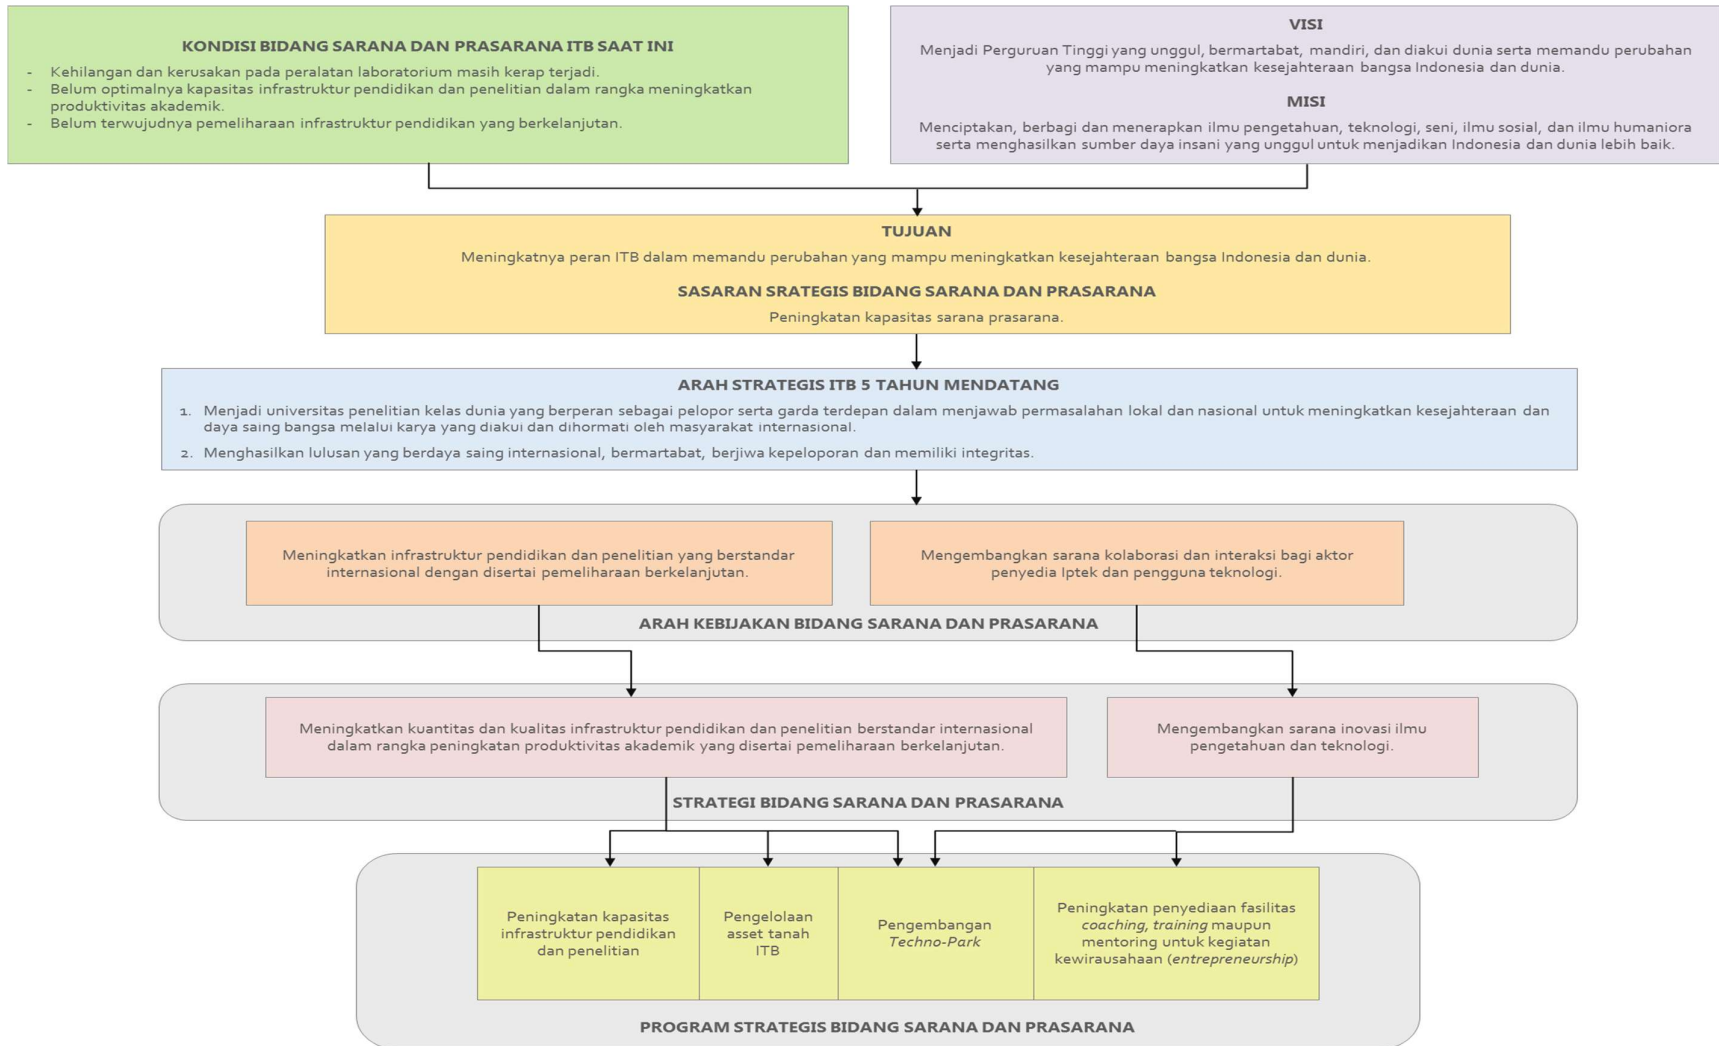 KONDISI BIDANG SARANA DAN PRASARANA ITB SAAT INI
- Kehilangan dan kerusakan pada peralatan laboratorium masih kerap terjadi.
- Belum optimalnya kapasitas infrastruktur pendidikan dan penelitian dalam rangka meningkatkan
produktivitas akademik.
- Belum terwujudnya pemeliharaan infrastruktur pendidikan yang berkelanjutan.
VISI
Menjadi Perguruan Tinggi yang unggul, bermartabat, mandiri, dan diakui dunia serta memandu perubahan
yang mampu meningkatkan kesejahteraan bangsa Indonesia dan dunia.
MISI
Menciptakan, berbagi dan menerapkan ilmu pengetahuan, teknologi, seni, ilmu sosial, dan ilmu humaniora
serta menghasilkan sumber daya insani yang unggul untuk menjadikan Indonesia dan dunia lebih baik.
TUJUAN
Meningkatnya peran ITB dalam memandu perubahan yang mampu meningkatkan kesejahteraan bangsa Indonesia dan dunia.
SASARAN SRATEGIS BIDANG SARANA DAN PRASARANA
Peningkatan kapasitas sarana prasarana.
ARAH STRATEGIS ITB 5 TAHUN MENDATANG
1. Menjadi universitas penelitian kelas dunia yang berperan sebagai pelopor serta garda terdepan dalam menjawab permasalahan lokal dan nasional untuk meningkatkan kesejahteraan dan
daya saing bangsa melalui karya yang diakui dan dihormati oleh masyarakat internasional.
2. Menghasilkan lulusan yang berdaya saing internasional, bermartabat, berjiwa kepeloporan dan memiliki integritas.
Meningkatkan infrastruktur pendidikan dan penelitian yang berstandar
internasional dengan disertai pemeliharaan berkelanjutan.
Mengembangkan sarana kolaborasi dan interaksi bagi aktor
penyedia Iptek dan pengguna teknologi.
ARAH KEBIJAKAN BIDANG SARANA DAN PRASARANA
Meningkatkan kuantitas dan kualitas infrastruktur pendidikan dan penelitian berstandar internasional
dalam rangka peningkatan produktivitas akademik yang disertai pemeliharaan berkelanjutan.
Mengembangkan sarana inovasi ilmu
pengetahuan dan teknologi.
STRATEGI BIDANG SARANA DAN PRASARANA
Peningkatan kapasitas
infrastruktur pendidikan
dan penelitian
Pengelolaan
asset tanah
ITB
Pengembangan
Techno-Park
Peningkatan penyediaan fasilitas
coaching, training maupun
mentoring untuk kegiatan
kewirausahaan (entrepreneurship)
PROGRAM STRATEGIS BIDANG SARANA DAN PRASARANA